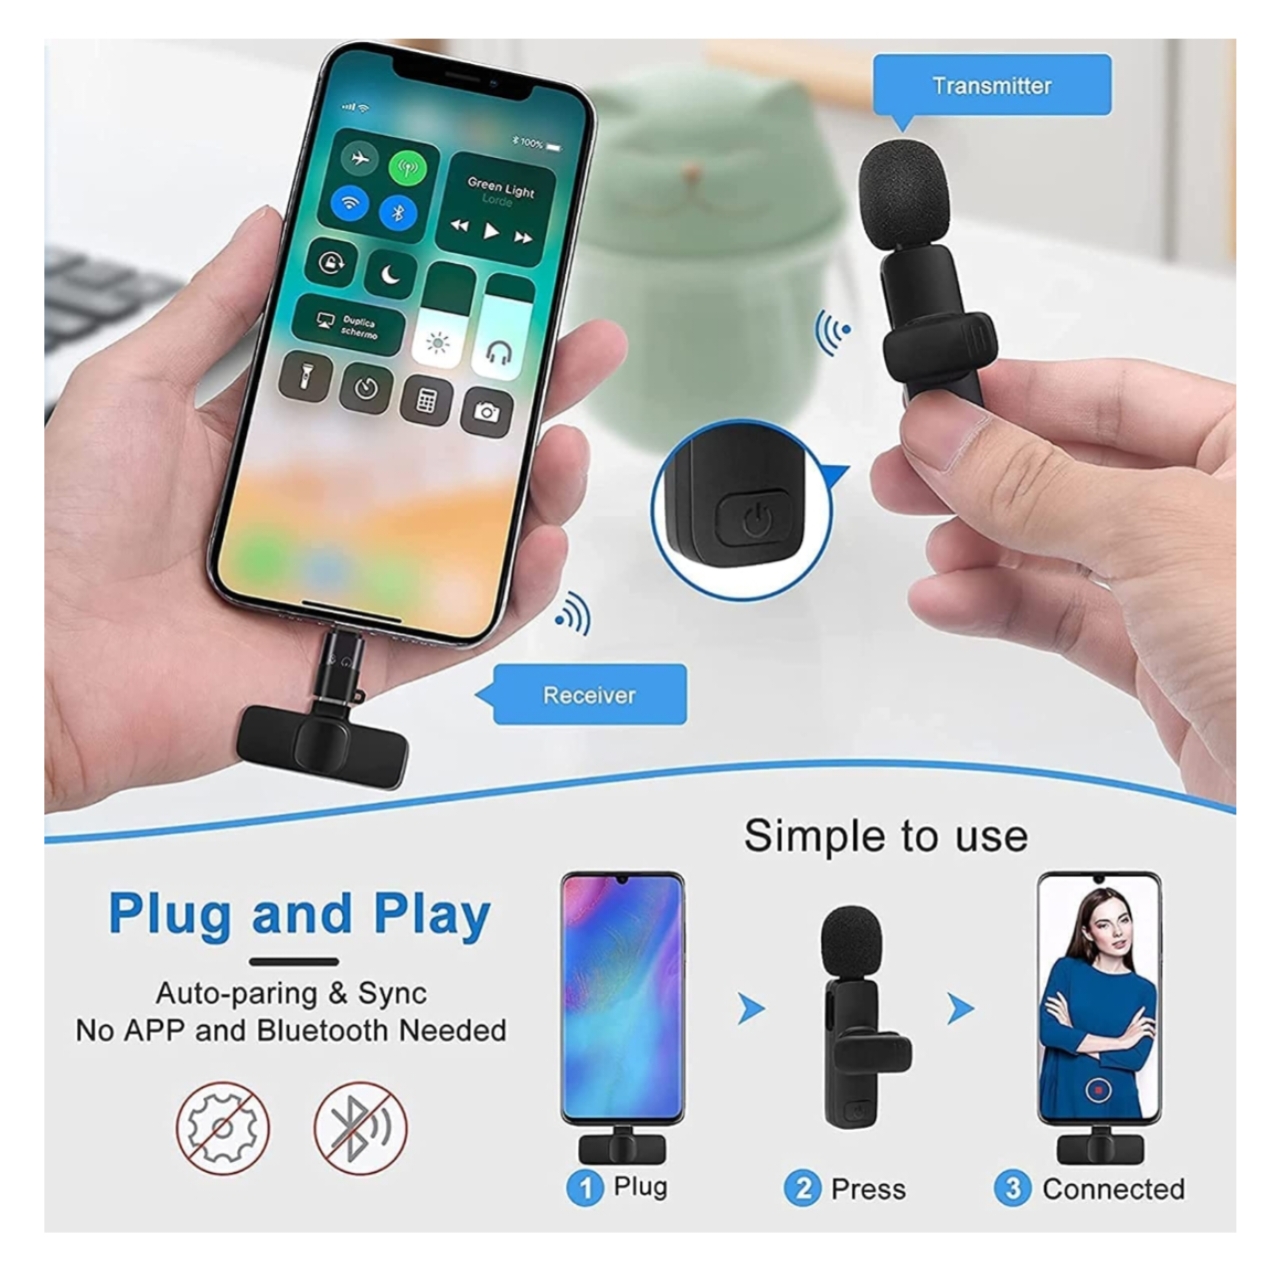 Transmitter
100%
Green Light
Lorde
Duplica
schermo
Receiver
Simple to use
Plug and Play
Auto-paring & Sync
No APP and Bluetooth Needed
1 Plug
2 Press
3 Connected